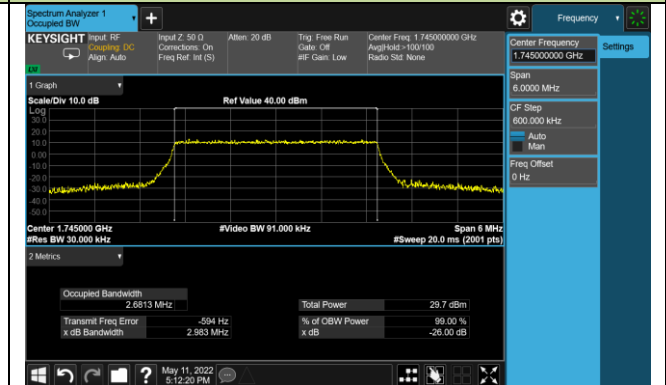 Spectrum Analyzer 1
Occupied BW
+
Frequency
KEYSIGHT
Input: RF
Coupling: DC
Align: Auto
Input Z: 50 Ω
Corrections: On
Freq Ref: Int (S)
Atten: 20 dB
Trig: Free Run
Gate: Off
#IF Gain: Low
Center Freq: 1.745000000 GHz
Avg|Hold:>100/100
Radio Std: None
Center Frequency
1.745000000 GHz
Settings
Span
6.0000 MHz
CF Step
600.000 kHz
Auto
Man
Freq Offset
0 Hz
1 Graph
Scale/Div 10.0 dB
Ref Value 40.00 dBm
Log
30.0
20.0
10.0
0.00
-10.0
-20.0
-30.0
-40.0
-50.0
Center 1.745000 GHz
#Video BW 91.000 kHz
Span 6 MHz
#Res BW 30.000 kHz
#Sweep 20.0 ms (2001 pts)
2 Metrics
Occupied Bandwidth
2.6813 MHz
Total Power 29.7 dBm
Transmit Freq Error -594 Hz
% of OBW Power 99.00 %
x dB Bandwidth 2.983 MHz
x dB -26.00 dB
?
May 11, 2022
5:12:20 PM